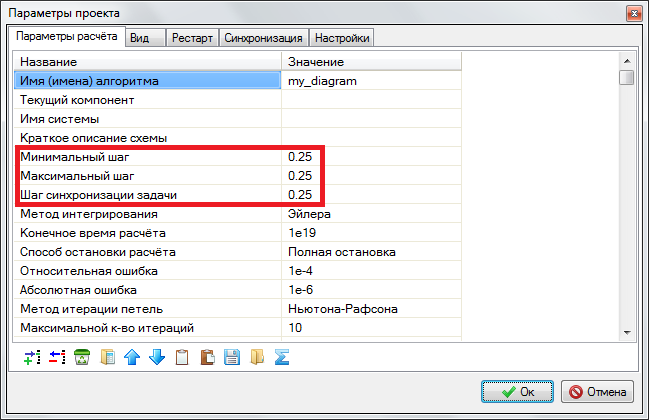 Параметры проекта
Параметры расчёта Вид Рестарт Синхронизация Настройки
Название Значение
Имя (имена) алгоритма my_diagram
Текущий компонент
Имя системы
Краткое описание схемы
Минимальный шаг 0.25
Максимальный шаг 0.25
Шаг синхронизации задачи 0.25
Метод интегрирования Эйлера
Конечное время расчёта 1e19
Способ остановки расчёта Полная остановка
Относительная ошибка 1e-4
Абсолютная ошибка 1e-6
Метод итерации петель Ньютона-Рафсона
Максимальной к-во итераций 10
Ок Отмена